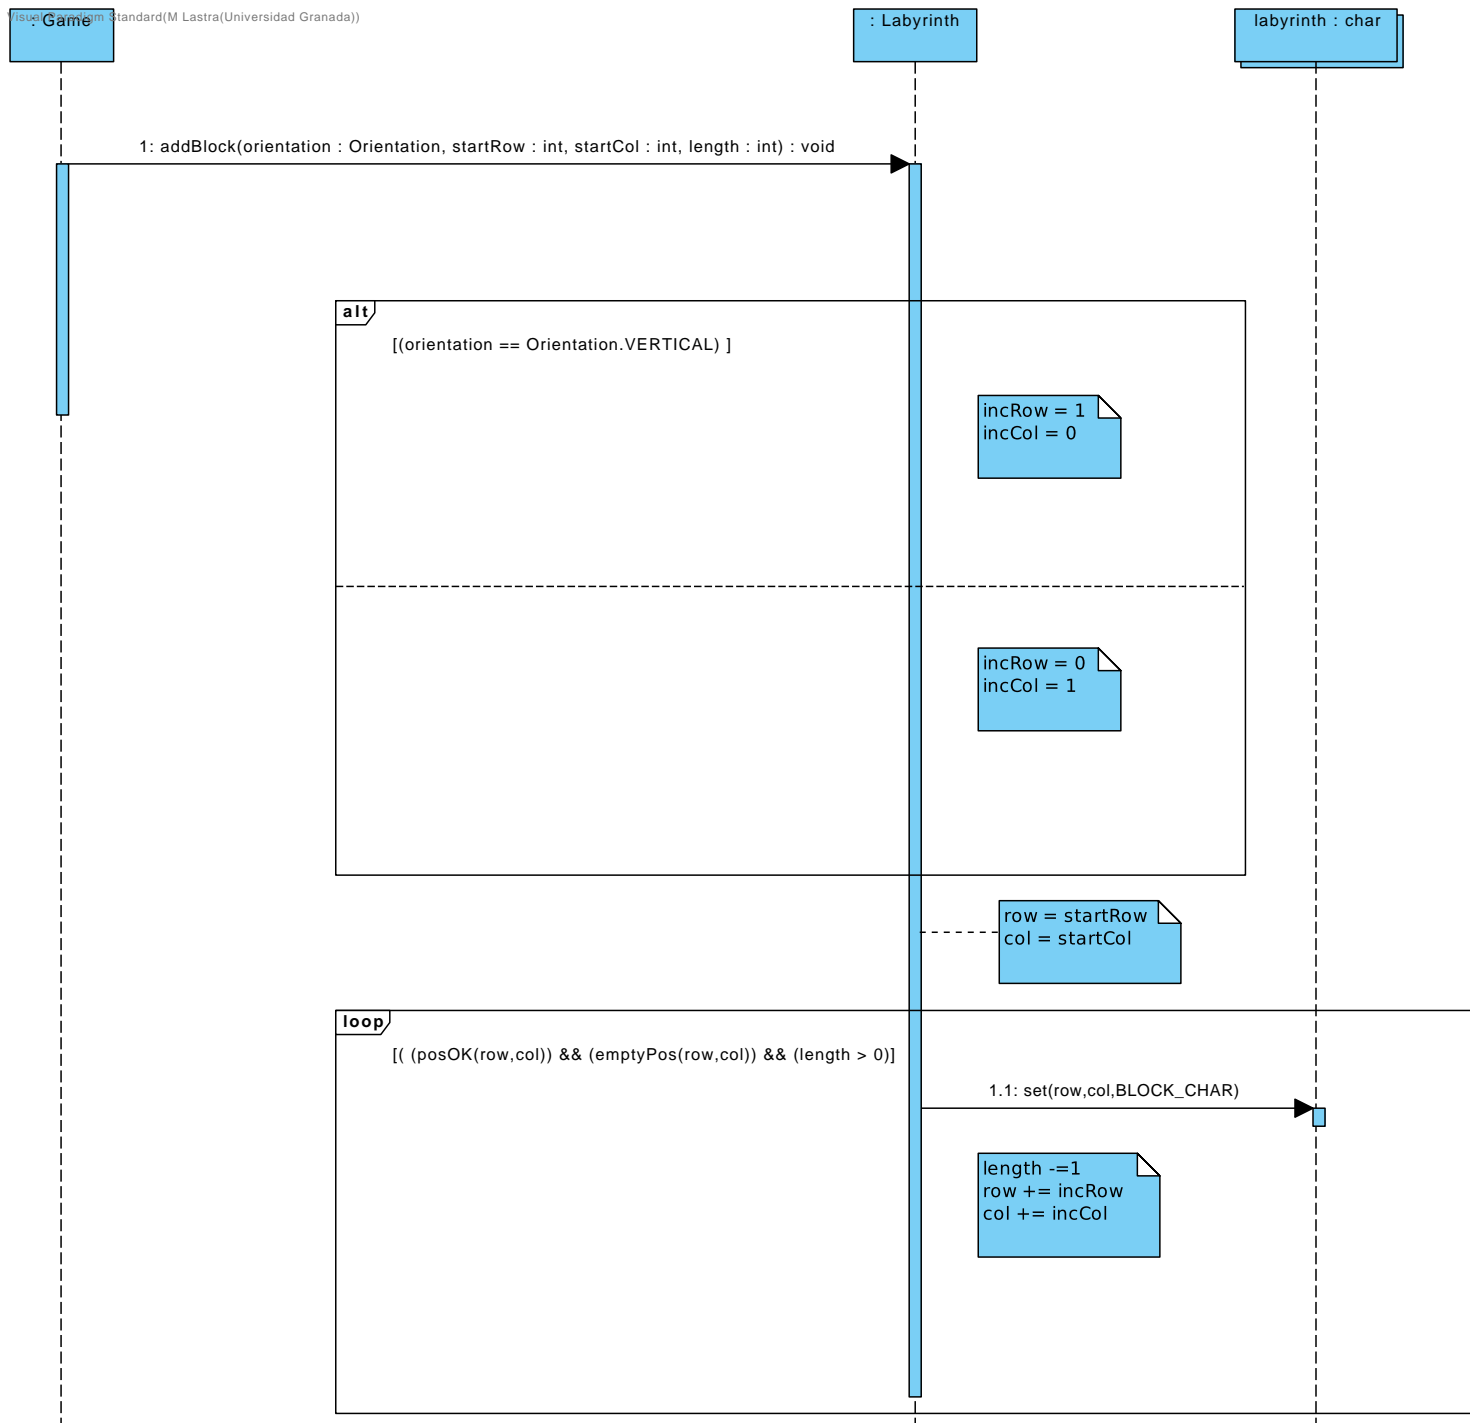 Visual Paradigm Standard(M Lastra(Universidad Granada))
: Game
: Labyrinth
labyrinth : char
1: addBlock(orientation : Orientation, startRow : int, startCol : int, length : int) : void
alt
[(orientation == Orientation.VERTICAL) ]
incRow = 1
incCol = 0
incRow = 0
incCol = 1
row = startRow
col = startCol
loop
[( (posOK(row,col)) && (emptyPos(row,col)) && (length > 0)]
1.1: set(row,col,BLOCK_CHAR)
length -=1
row += incRow
col += incCol